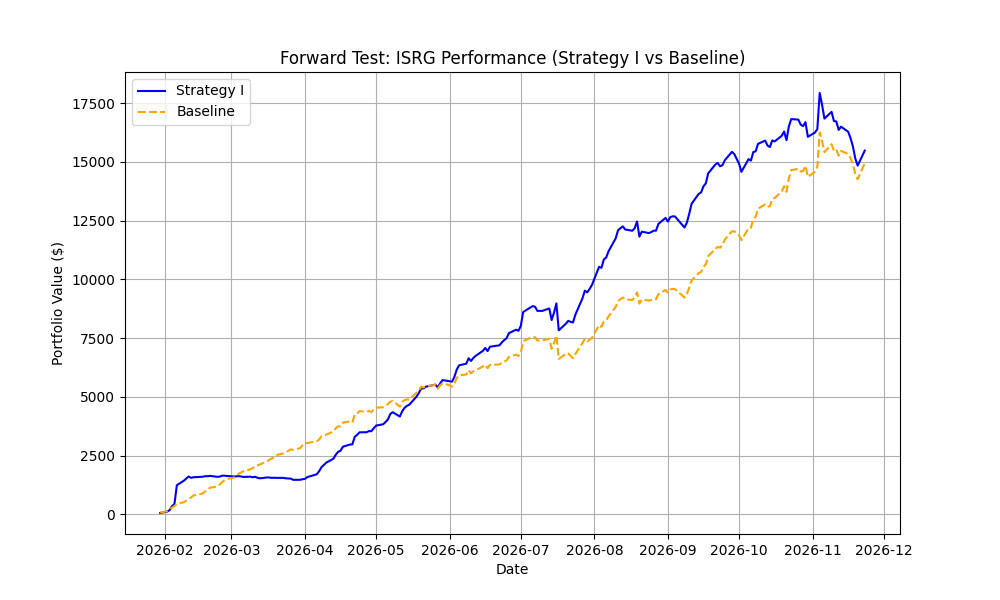 Forward Test: ISRG Performance (Strategy I vs Baseline)
Strategy I
Baseline
Portfolio Value ($)
17500
15000
12500
10000
7500
5000
2500
0
2026-02 2026-03 2026-04 2026-05 2026-06 2026-07 2026-08 2026-09 2026-10 2026-11 2026-12
Date